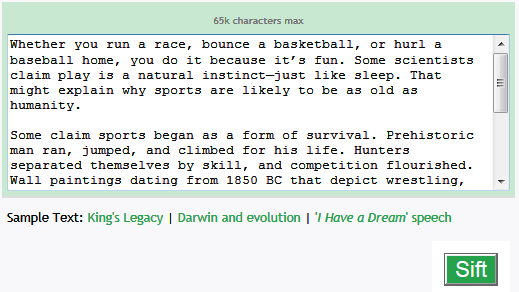 65k characters max
Whether you run a race, bounce a basketball, or hurl a
baseball home, you do it because it’s fun. Some scientists
claim play is a natural instinct—just like sleep. That
might explain why sports are likely to be as old as
humanity.
Some claim sports began as a form of survival. Prehistoric
man ran, jumped, and climbed for his life. Hunters
separated themselves by skill, and competition flourished.
Wall paintings dating from 1850 BC that depict wrestling,
Sample Text: King's Legacy | Darwin and evolution | 'I Have a Dream' speech
Sift